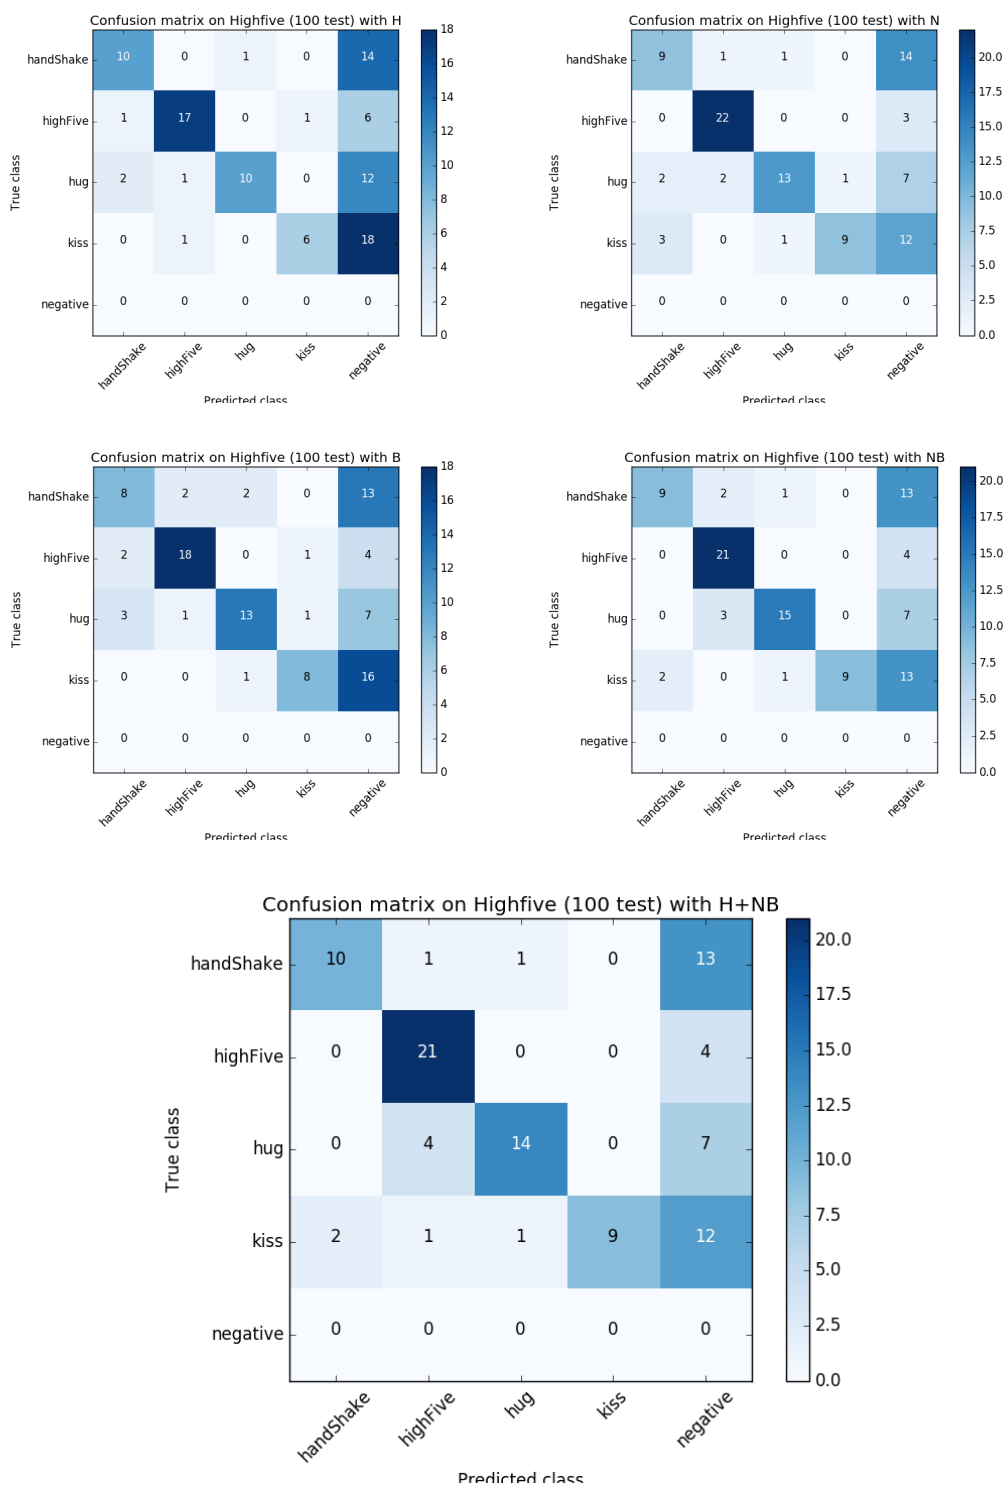 Confusion matrix on Highfive (100 test) with H
True class
handShake 10 0 1 0 14
highFive 1 17 0 1 6
hug 2 1 10 0 12
kiss 0 1 0 6 18
negative 0 0 0 0 0
handShake highFive hug kiss negative
Predicted class
18
16
14
12
10
8
6
4
2
0
Confusion matrix on Highfive (100 test) with N
True class
handShake 9 1 1 0 14
highFive 0 22 0 0 3
hug 2 2 13 1 7
kiss 3 0 1 9 12
negative 0 0 0 0 0
handShake highFive hug kiss negative
Predicted class
20.0
17.5
15.0
12.5
10.0
7.5
5.0
2.5
0.0
Confusion matrix on Highfive (100 test) with B
True class
handShake 8 2 2 0 13
highFive 2 18 0 1 4
hug 3 1 13 1 7
kiss 0 0 1 8 16
negative 0 0 0 0 0
handShake highFive hug kiss negative
Predicted class
18
16
14
12
10
8
6
4
2
0
Confusion matrix on Highfive (100 test) with NB
True class
handShake 9 2 1 0 13
highFive 0 21 0 0 4
hug 0 3 15 0 7
kiss 2 0 1 9 13
negative 0 0 0 0 0
handShake highFive hug kiss negative
Predicted class
20.0
17.5
15.0
12.5
10.0
7.5
5.0
2.5
0.0
Confusion matrix on Highfive (100 test) with H+NB
True class
handShake 10 1 1 0 13
highFive 0 21 0 0 4
hug 0 4 14 0 7
kiss 2 1 1 9 12
negative 0 0 0 0 0
handShake highFive hug kiss negative
Predicted class
20.0
17.5
15.0
12.5
10.0
7.5
5.0
2.5
0.0